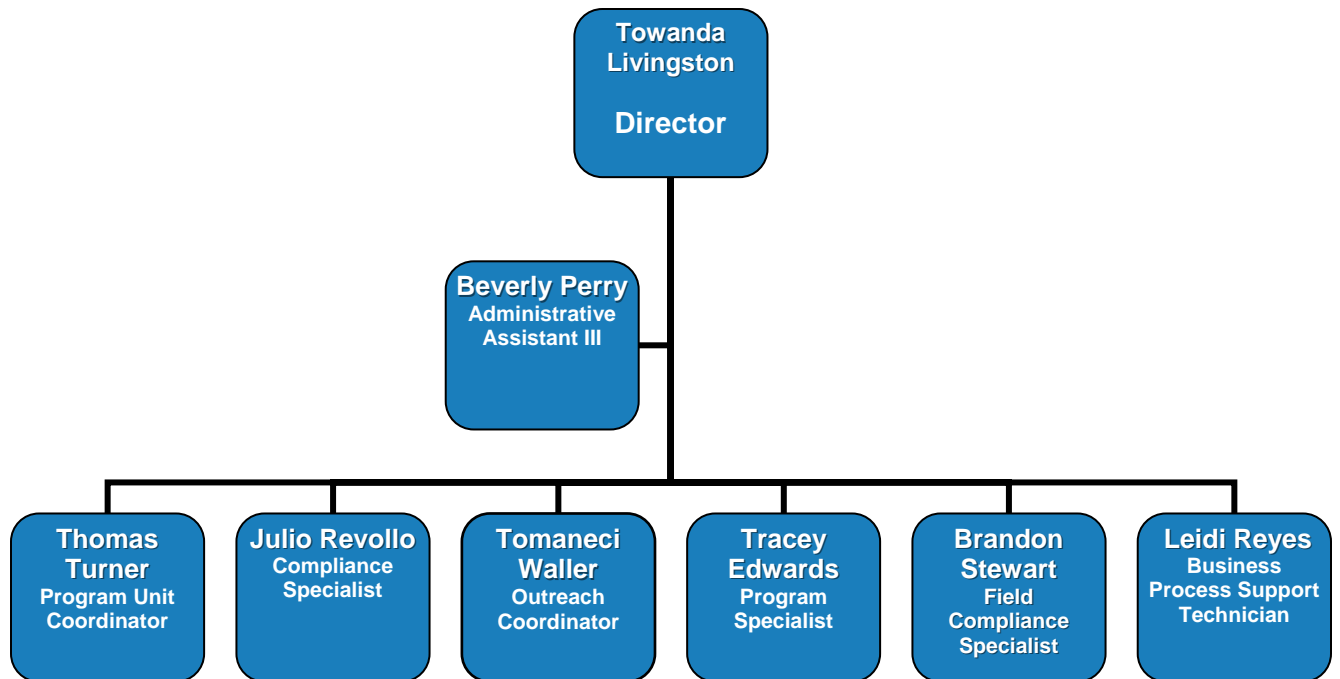 Towanda
Livingston
Director
Beverly Perry
Administrative
Assistant III
Thomas
Turner
Program Unit
Coordinator
Julio Revollo
Compliance
Specialist
Tomaneci
Waller
Outreach
Coordinator
Tracey
Edwards
Program
Specialist
Brandon
Stewart
Field
Compliance
Specialist
Leidi Reyes
Business
Process Support
Technician